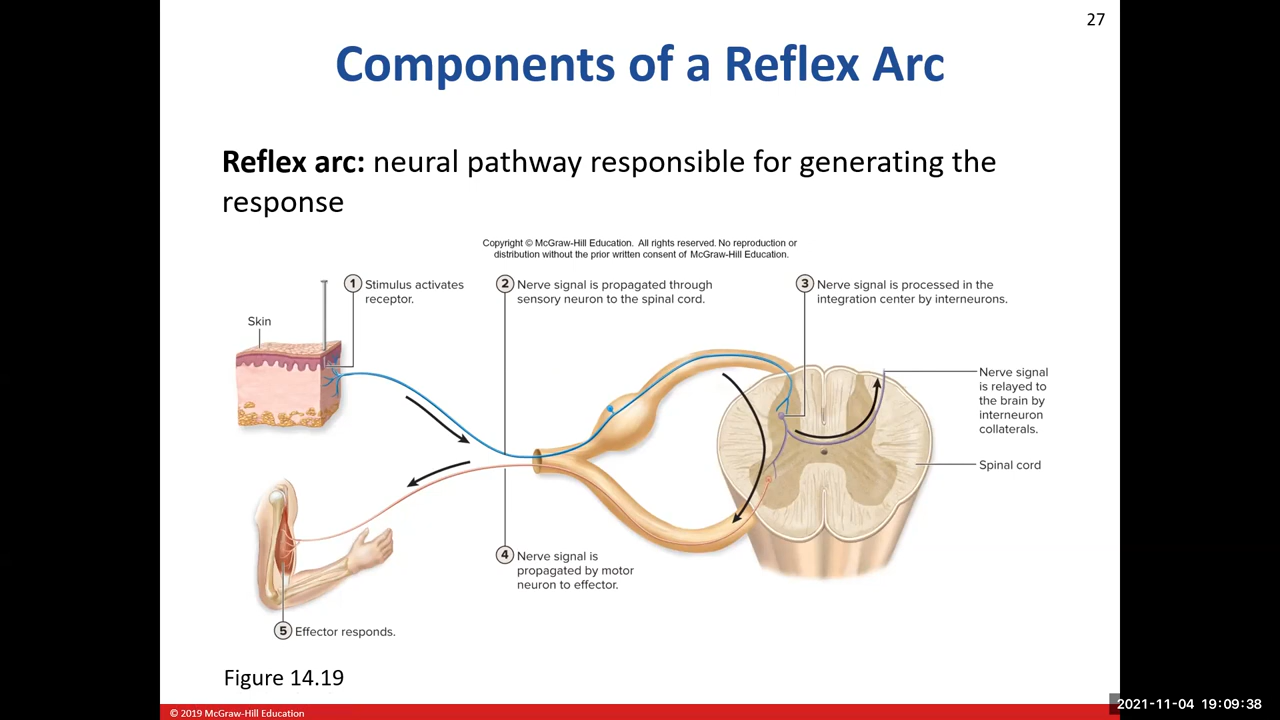 27
Components of a Reflex Arc
Reflex arc: neural pathway responsible for generating the
response
Copyright © McGraw-Hill Education. All rights reserved. No reproduction or
distribution without the prior written consent of McGraw-Hill Education.
1 Stimulus activates
receptor.
2 Nerve signal is propagated through
sensory neuron to the spinal cord.
3 Nerve signal is processed in the
integration center by interneurons.
Skin
Nerve signal
is relayed to
the brain by
interneuron
collaterals.
Spinal cord
4 Nerve signal is
propagated by motor
neuron to effector.
5 Effector responds.
Figure 14.19
© 2019 McGraw-Hill Education
2021-11-04 19:09:38